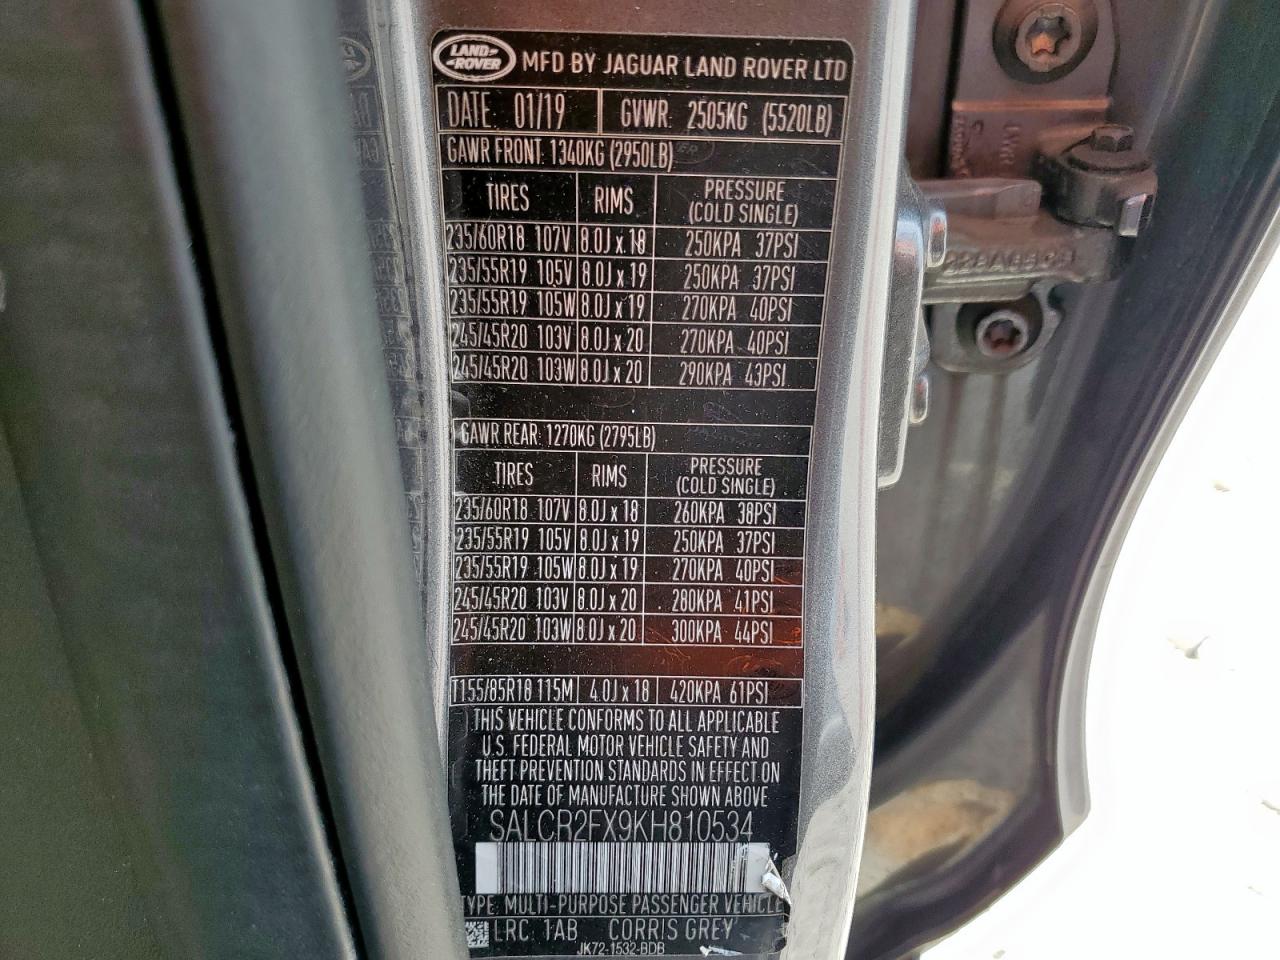 LAND-
-ROVER
MFD BY JAGUAR LAND ROVER LTD
DATE: 01/19 GVWR: 2505KG (5520LB)
GAWR FRONT: 1340KG (2950LB)
TIRES RIMS PRESSURE (COLD SINGLE)
235/60R18 107V 8.0J x 18 250KPA 37PSI
235/55R19 105V 8.0J x 19 250KPA 37PSI
235/55R19 105W 8.0J x 19 270KPA 40PSI
245/45R20 103V 8.0J x 20 270KPA 40PSI
245/45R20 103W 8.0J x 20 290KPA 43PSI
GAWR REAR: 1270KG (2795LB)
TIRES RIMS PRESSURE (COLD SINGLE)
235/60R18 107V 8.0J x 18 260KPA 38PSI
235/55R19 105V 8.0J x 19 250KPA 37PSI
235/55R19 105W 8.0J x 19 270KPA 40PSI
245/45R20 103V 8.0J x 20 280KPA 41PSI
245/45R20 103W 8.0J x 20 300KPA 44PSI
T155/85R18 115M 4.0J x 18 420KPA 61PSI
THIS VEHICLE CONFORMS TO ALL APPLICABLE
U.S. FEDERAL MOTOR VEHICLE SAFETY AND
THEFT PREVENTION STANDARDS IN EFFECT ON
THE DATE OF MANUFACTURE SHOWN ABOVE
SALCR2FX9KH810534
TYPE: MULTI-PURPOSE PASSENGER VEHICLE
LRC: 1AB CORRIS GREY
JK72-1532-BDB